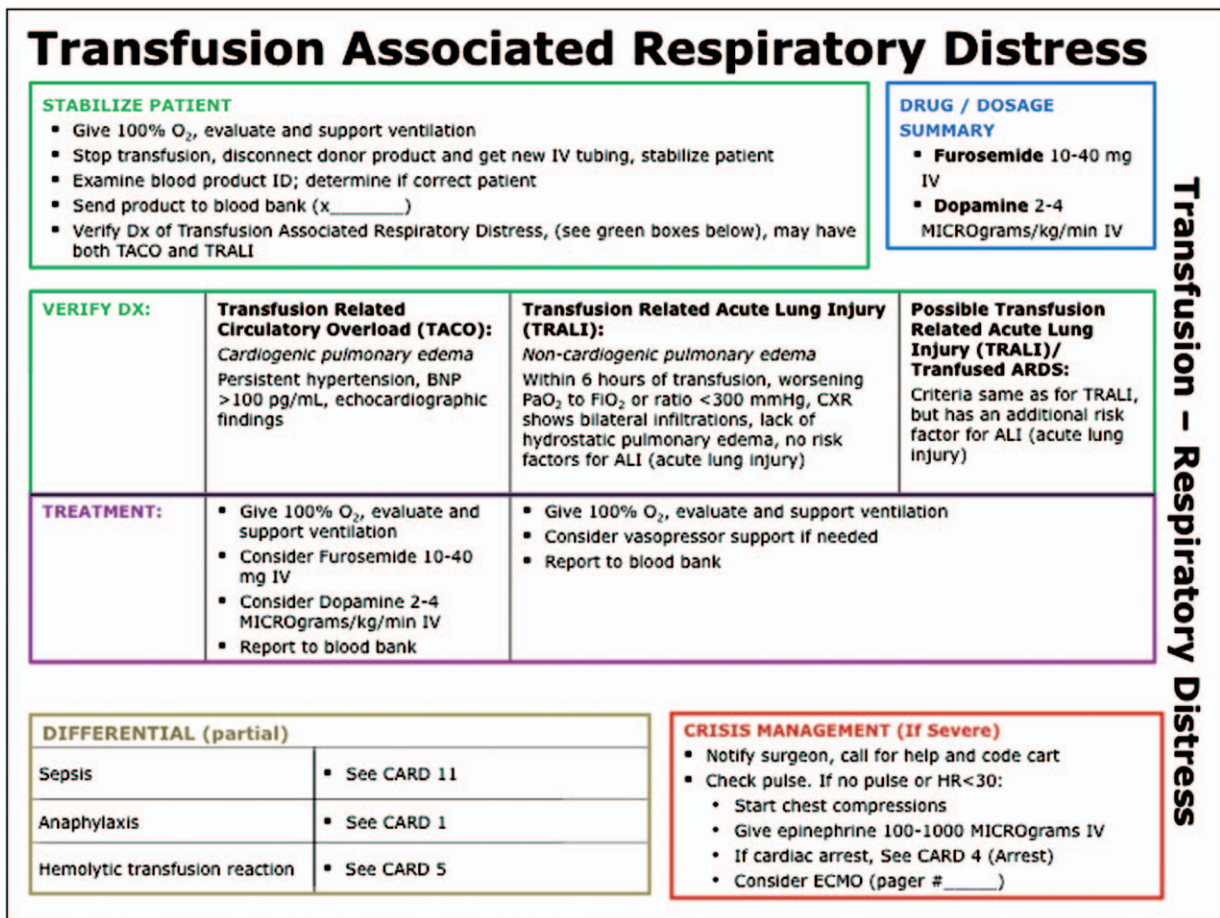 Transfusion Associated Respiratory Distress
STABILIZE PATIENT
▪ Give 100% O₂, evaluate and support ventilation
▪ Stop transfusion, disconnect donor product and get new IV tubing, stabilize patient
▪ Examine blood product ID; determine if correct patient
▪ Send product to blood bank (x_______)
▪ Verify Dx of Transfusion Associated Respiratory Distress, (see green boxes below), may have
both TACO and TRALI
DRUG / DOSAGE
SUMMARY
▪ Furosemide 10-40 mg
IV
▪ Dopamine 2-4
MICROgrams/kg/min IV
VERIFY DX:
Transfusion Related
Circulatory Overload (TACO):
Cardiogenic pulmonary edema
Persistent hypertension, BNP
>100 pg/mL, echocardiographic
findings
Transfusion Related Acute Lung Injury
(TRALI):
Non-cardiogenic pulmonary edema
Within 6 hours of transfusion, worsening
PaO₂ to FiO₂ or ratio <300 mmHg, CXR
shows bilateral infiltrations, lack of
hydrostatic pulmonary edema, no risk
factors for ALI (acute lung injury)
Possible Transfusion
Related Acute Lung
Injury (TRALI)/
Tranfused ARDS:
Criteria same as for TRALI,
but has an additional risk
factor for ALI (acute lung
injury)
TREATMENT:
▪ Give 100% O₂, evaluate and
support ventilation
▪ Consider Furosemide 10-40
mg IV
▪ Consider Dopamine 2-4
MICROgrams/kg/min IV
▪ Report to blood bank
▪ Give 100% O₂, evaluate and support ventilation
▪ Consider vasopressor support if needed
▪ Report to blood bank
DIFFERENTIAL (partial)
Sepsis ▪ See CARD 11
Anaphylaxis ▪ See CARD 1
Hemolytic transfusion reaction ▪ See CARD 5
CRISIS MANAGEMENT (If Severe)
▪ Notify surgeon, call for help and code cart
▪ Check pulse. If no pulse or HR<30:
• Start chest compressions
• Give epinephrine 100-1000 MICROgrams IV
• If cardiac arrest, See CARD 4 (Arrest)
• Consider ECMO (pager #_____)
Transfusion – Respiratory Distress